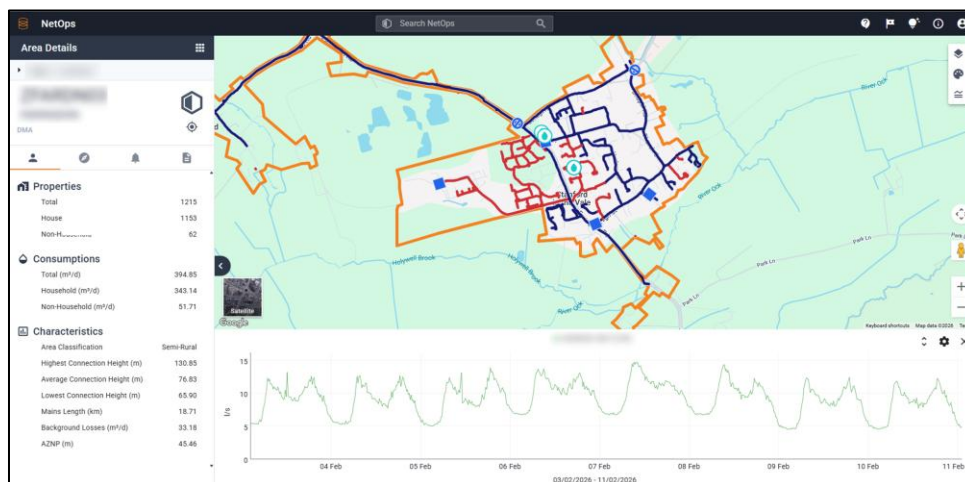 NetOps
Search NetOps
Area Details
DMA
Properties
Total 1215
House 1153
62
Consumptions
Total (m³/d) 394.85
Household (m³/d) 343.14
Non-Household (m³/d) 51.71
Characteristics
Area Classification Semi-Rural
Highest Connection Height (m) 130.85
Average Connection Height (m) 76.83
Lowest Connection Height (m) 65.90
Mains Length (km) 18.71
Background Losses (m³/d) 33.18
AZNP (m) 45.46
River Ock
River Ock
Vale
Holywell Brook
Holywell Brook
River Ock
Park Ln
Park Ln
Satellite
Google
Keyboard shortcuts Map data ©2026
15
10
5
0
l/s
04 Feb 05 Feb 06 Feb 07 Feb 08 Feb 09 Feb 10 Feb 11 Feb
03/02/2026 - 11/02/2026